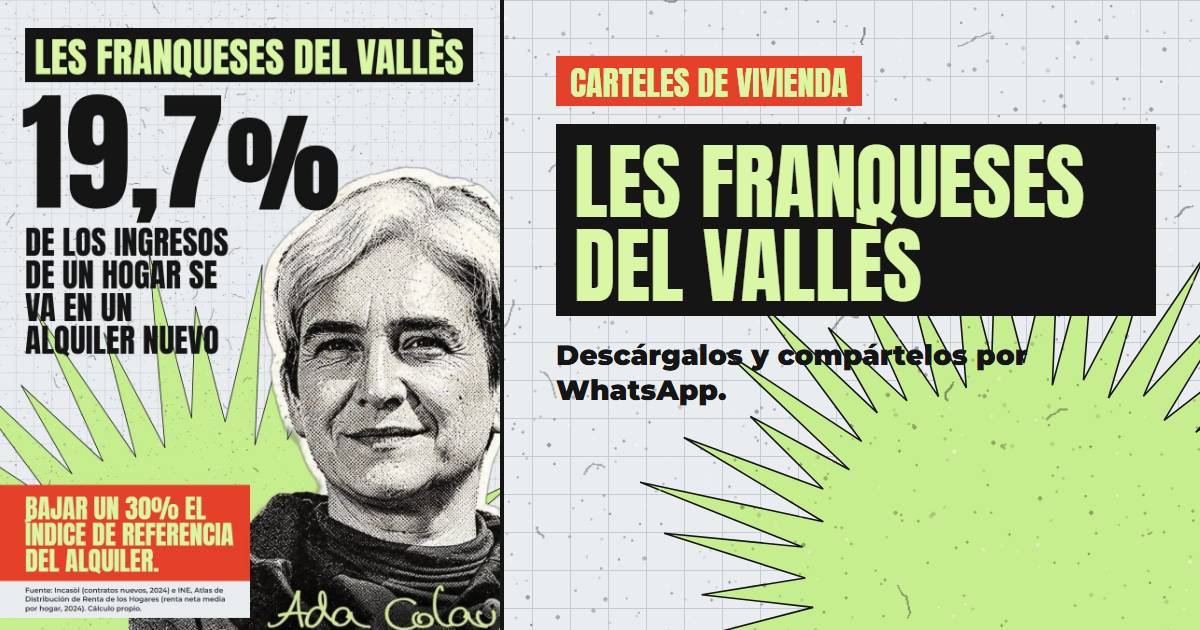 LES FRANQUESES DEL VALLÈS
19,7%
DE LOS INGRESOS
DE UN HOGAR SE
VA EN UN
ALQUILER NUEVO
BAJAR UN 30% EL
ÍNDICE DE REFERENCIA
DEL ALQUILER.
Fuente: Incasòl (contratos nuevos, 2024) e INE, Atlas de
Distribución de Renta de los Hogares (renta neta media
por hogar, 2024). Cálculo propio.
Ada Colau
CARTELES DE VIVIENDA
LES FRANQUESES
DEL VALLÈS
Descárgalos y compártelos por
WhatsApp.